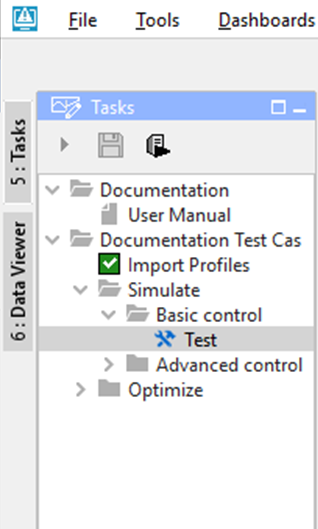 File Tools Dashboards
5 : Tasks
6 : Data Viewer
Tasks
Documentation
User Manual
Documentation Test Cas
Import Profiles
Simulate
Basic control
Test
Advanced control
Optimize